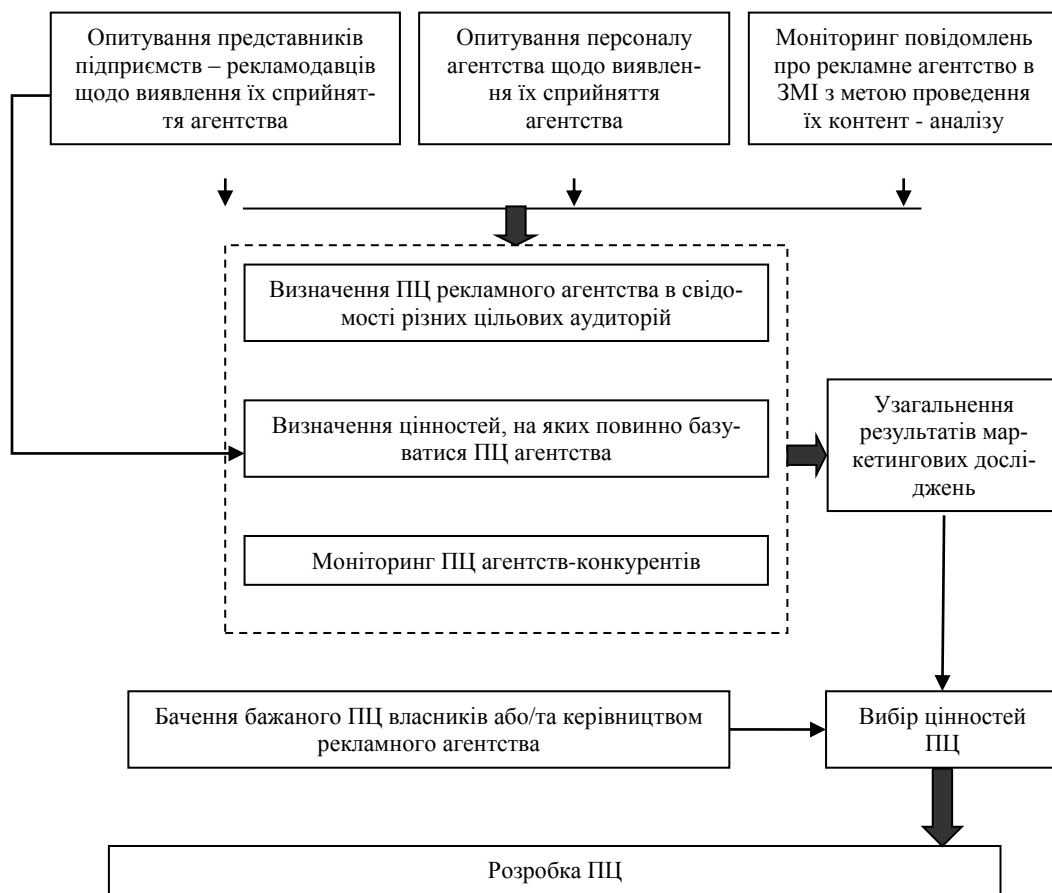 Опитування представників
підприємств – рекламодавців
щодо виявлення їх сприйнят-
тя агентства
Опитування персоналу
агентства щодо виявлен-
ня їх сприйняття
агентства
Моніторинг повідомлень
про рекламне агентство в
ЗМІ з метою проведення
їх контент - аналізу
Визначення ПЦ рекламного агентства в свідо-
мості різних цільових аудиторій
Визначення цінностей, на яких повинно базу-
ватися ПЦ агентства
Моніторинг ПЦ агентств-конкурентів
Узагальнення
результатів мар-
кетингових дослі-
джень
Бачення бажаного ПЦ власників або/та керівництвом
рекламного агентства
Вибір цінностей
ПЦ
Розробка ПЦ